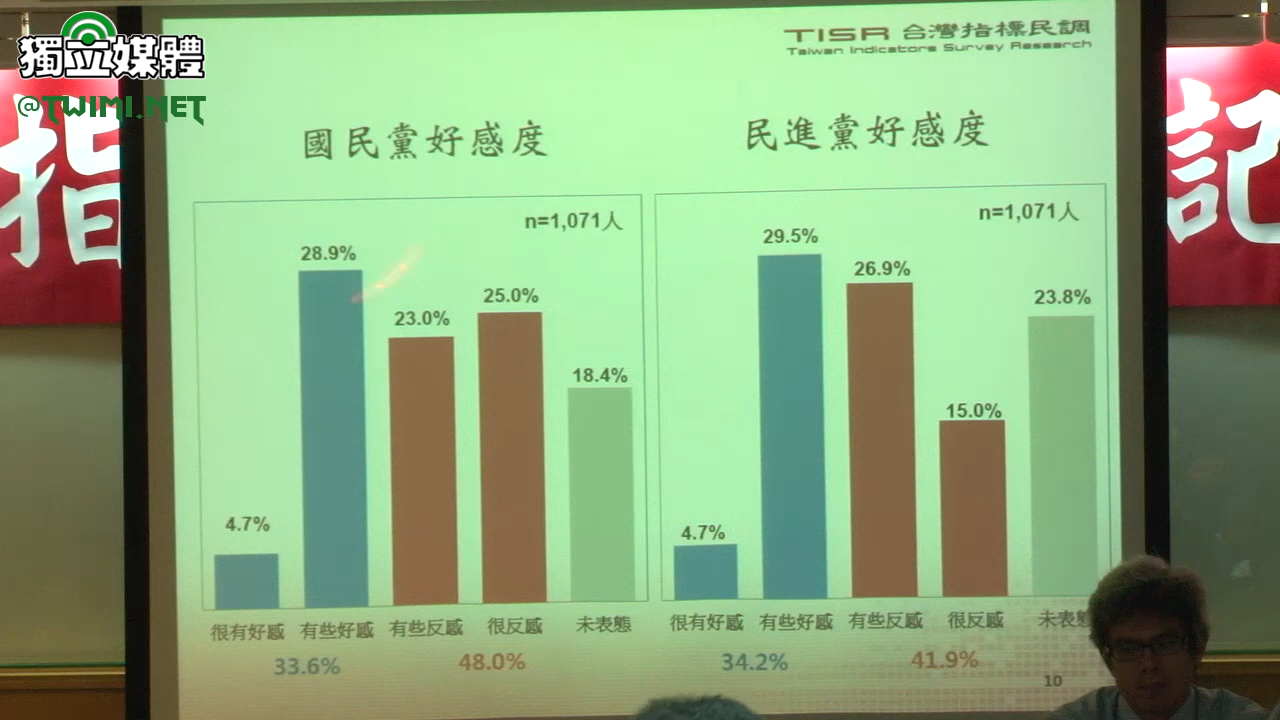 獨立媒體
@TWIMI.NET
指
記
TISR 台灣指標民調
Taiwan Indicators Survey Research
國民黨好感度
n=1,071人
4.7%
28.9%
23.0%
25.0%
18.4%
很有好感 有些好感 有些反感 很反感 未表態
33.6% 48.0%
民進黨好感度
n=1,071人
4.7%
29.5%
26.9%
15.0%
23.8%
很有好感 有些好感 有些反感 很反感 未表態
34.2% 41.9%
10